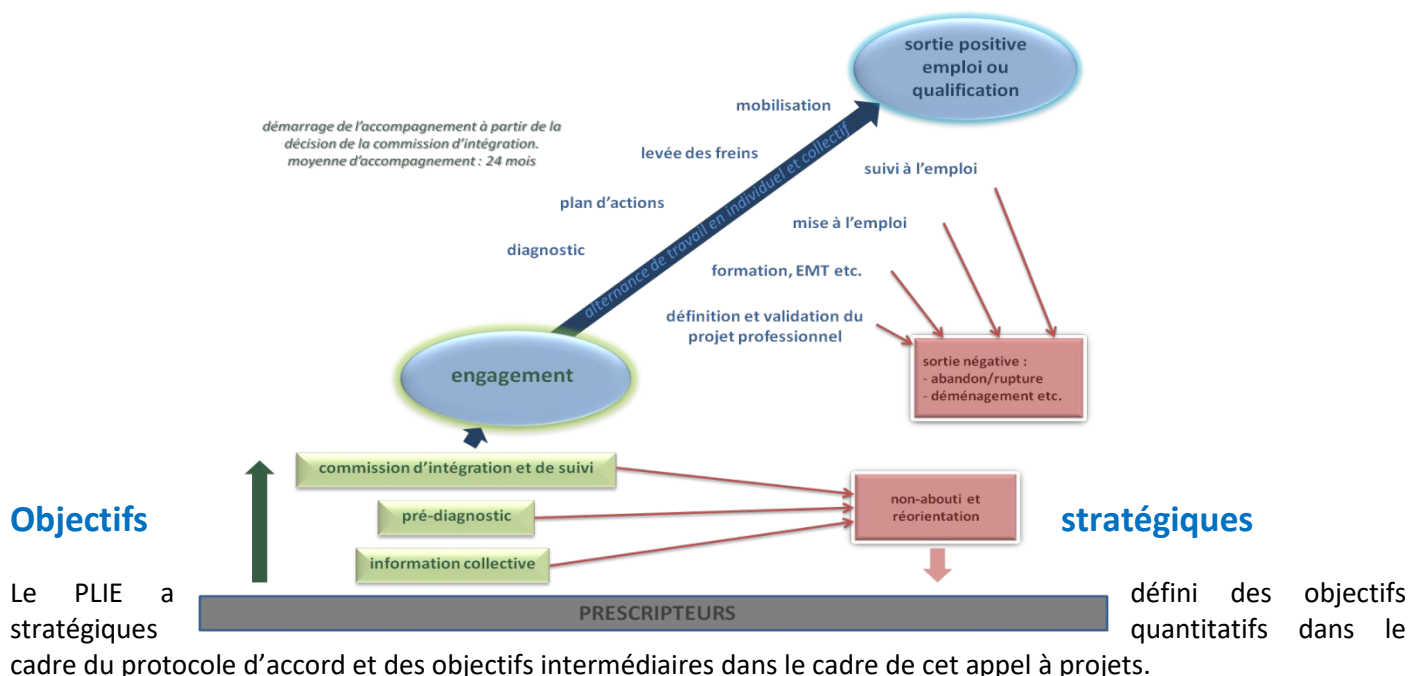 sortie positive
emploi ou
qualification
mobilisation
démarrage de l'accompagnement à partir de la
décision de la commission d'intégration.
moyenne d'accompagnement : 24 mois
levée des freins
suivi à l'emploi
alternance de travail en individuel et collectif
plan d'actions
mise à l'emploi
diagnostic
formation, EMT etc.
définition et validation du
projet professionnel
sortie négative :
- abandon/rupture
- déménagement etc.
engagement
commission d'intégration et de suivi
non-abouti et
réorientation
pré-diagnostic
information collective
Objectifs stratégiques
PRESCRIPTEURS
Le PLIE a défini des objectifs
stratégiques quantitatifs dans le
cadre du protocole d'accord et des objectifs intermédiaires dans le cadre de cet appel à projets.